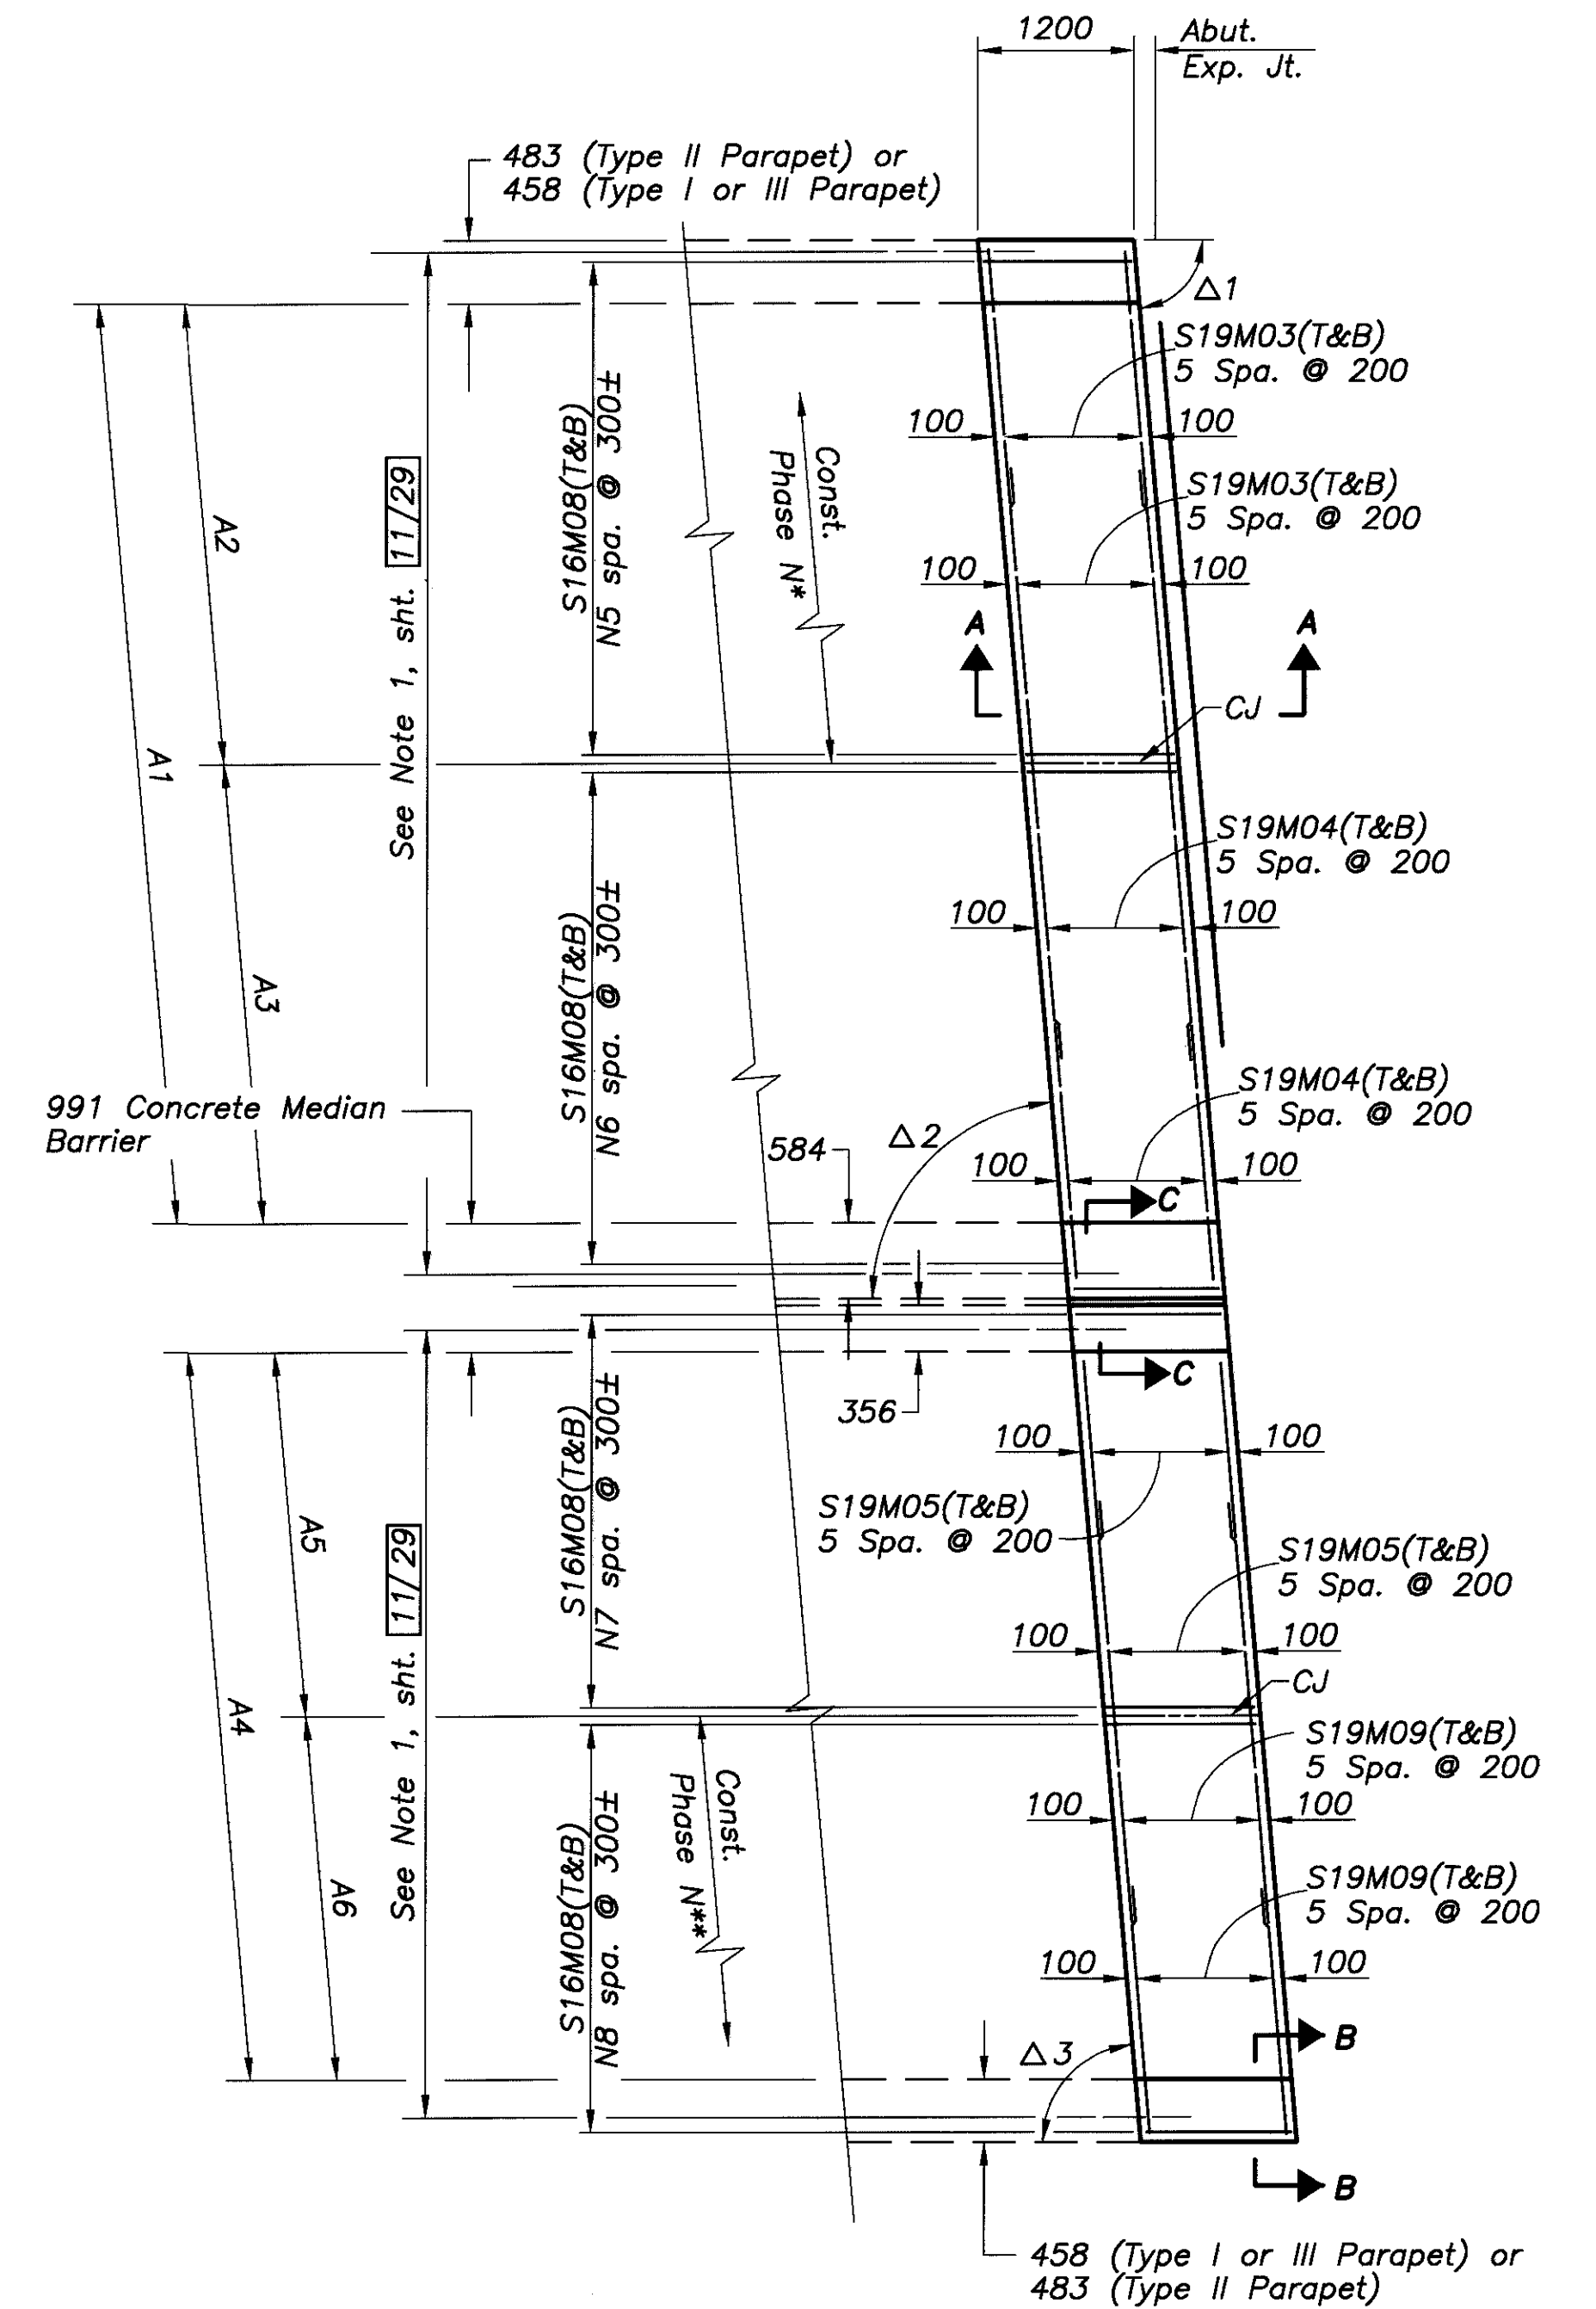 1200
Abut.
Exp. Jt.
483 (Type II Parapet) or
458 (Type I or III Parapet)
△1
S19M03(T&B)
5 Spa. @ 200
100
100
S19M03(T&B)
5 Spa. @ 200
100
100
A2
See Note 1, sht. 11/29
S16M08(T&B)
N5 spa. @ 300±
Const.
Phase N*
A
A
CJ
A1
S19M04(T&B)
5 Spa. @ 200
100
100
A3
S16M08(T&B)
N6 spa. @ 300±
991 Concrete Median
Barrier
△2
584
S19M04(T&B)
5 Spa. @ 200
100
100
C
C
356
100
100
S19M05(T&B)
5 Spa. @ 200
S16M08(T&B)
N7 spa. @ 300±
A5
See Note 1, sht. 11/29
S19M05(T&B)
5 Spa. @ 200
100
100
CJ
A4
S19M09(T&B)
5 Spa. @ 200
100
100
Const.
Phase N**
A6
S16M08(T&B)
N8 spa. @ 300±
S19M09(T&B)
5 Spa. @ 200
100
100
△3
B
B
458 (Type I or III Parapet) or
483 (Type II Parapet)